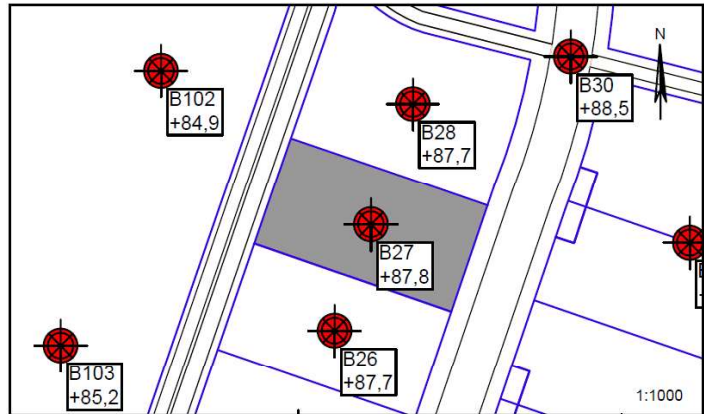 N
B102
+84,9
B28
+87,7
B30
+88,5
B27
+87,8
B26
+87,7
B103
+85,2
1:1000